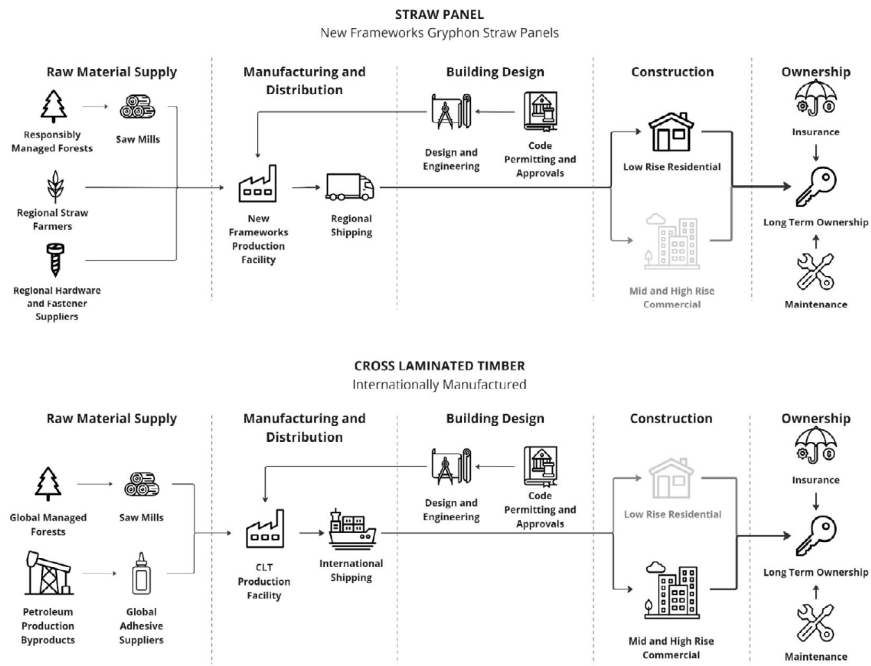 STRAW PANEL
New Frameworks Gryphon Straw Panels
Raw Material Supply
Manufacturing and
Distribution
Building Design
Construction
Ownership
Responsibly
Managed Forests
Saw Mills
Regional Straw
Farmers
Regional Hardware
and Fastener
Suppliers
New
Frameworks
Production
Facility
Regional
Shipping
Design and
Engineering
Code
Permitting and
Approvals
Low Rise Residential
Mid and High Rise
Commercial
Insurance
Long Term Ownership
Maintenance
CROSS LAMINATED TIMBER
Internationally Manufactured
Raw Material Supply
Manufacturing and
Distribution
Building Design
Construction
Ownership
Global Managed
Forests
Saw Mills
Petroleum
Production
Byproducts
Global
Adhesive
Suppliers
CLT
Production
Facility
International
Shipping
Design and
Engineering
Code
Permitting and
Approvals
Low Rise Residential
Mid and High Rise
Commercial
Insurance
Long Term Ownership
Maintenance